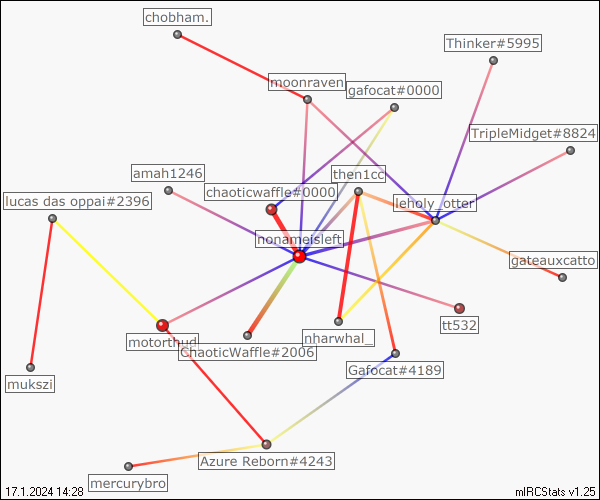 chobham.
Thinker#5995
moonraven
gafocat#0000
TripleMidget#8824
amah1246
then1cc
chaoticwaffle#0000
lucas das oppai#2396
leholy_otter
nonameisleft
gateauxcatto
tt532
motorthud
nharwhal_
ChaoticWaffle#2006
Gafocat#4189
mukszi
Azure Reborn#4243
mercurybro
17.1.2024 14:28
mIRCStats v1.25